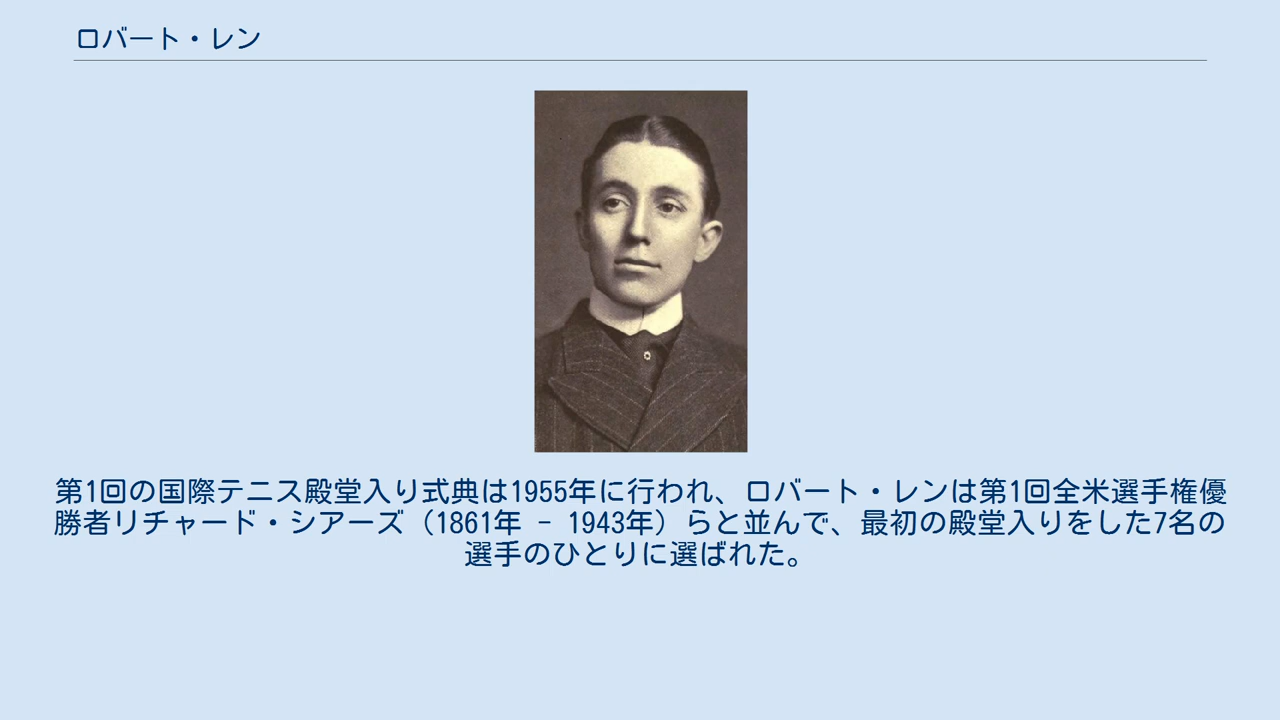 ロバート・レン
第1回の国際テニス殿堂入り式典は1955年に行われ、ロバート・レンは第1回全米選手権優
勝者リチャード・シアーズ（1861年 - 1943年）らと並んで、最初の殿堂入りをした7名の
選手のひとりに選ばれた。